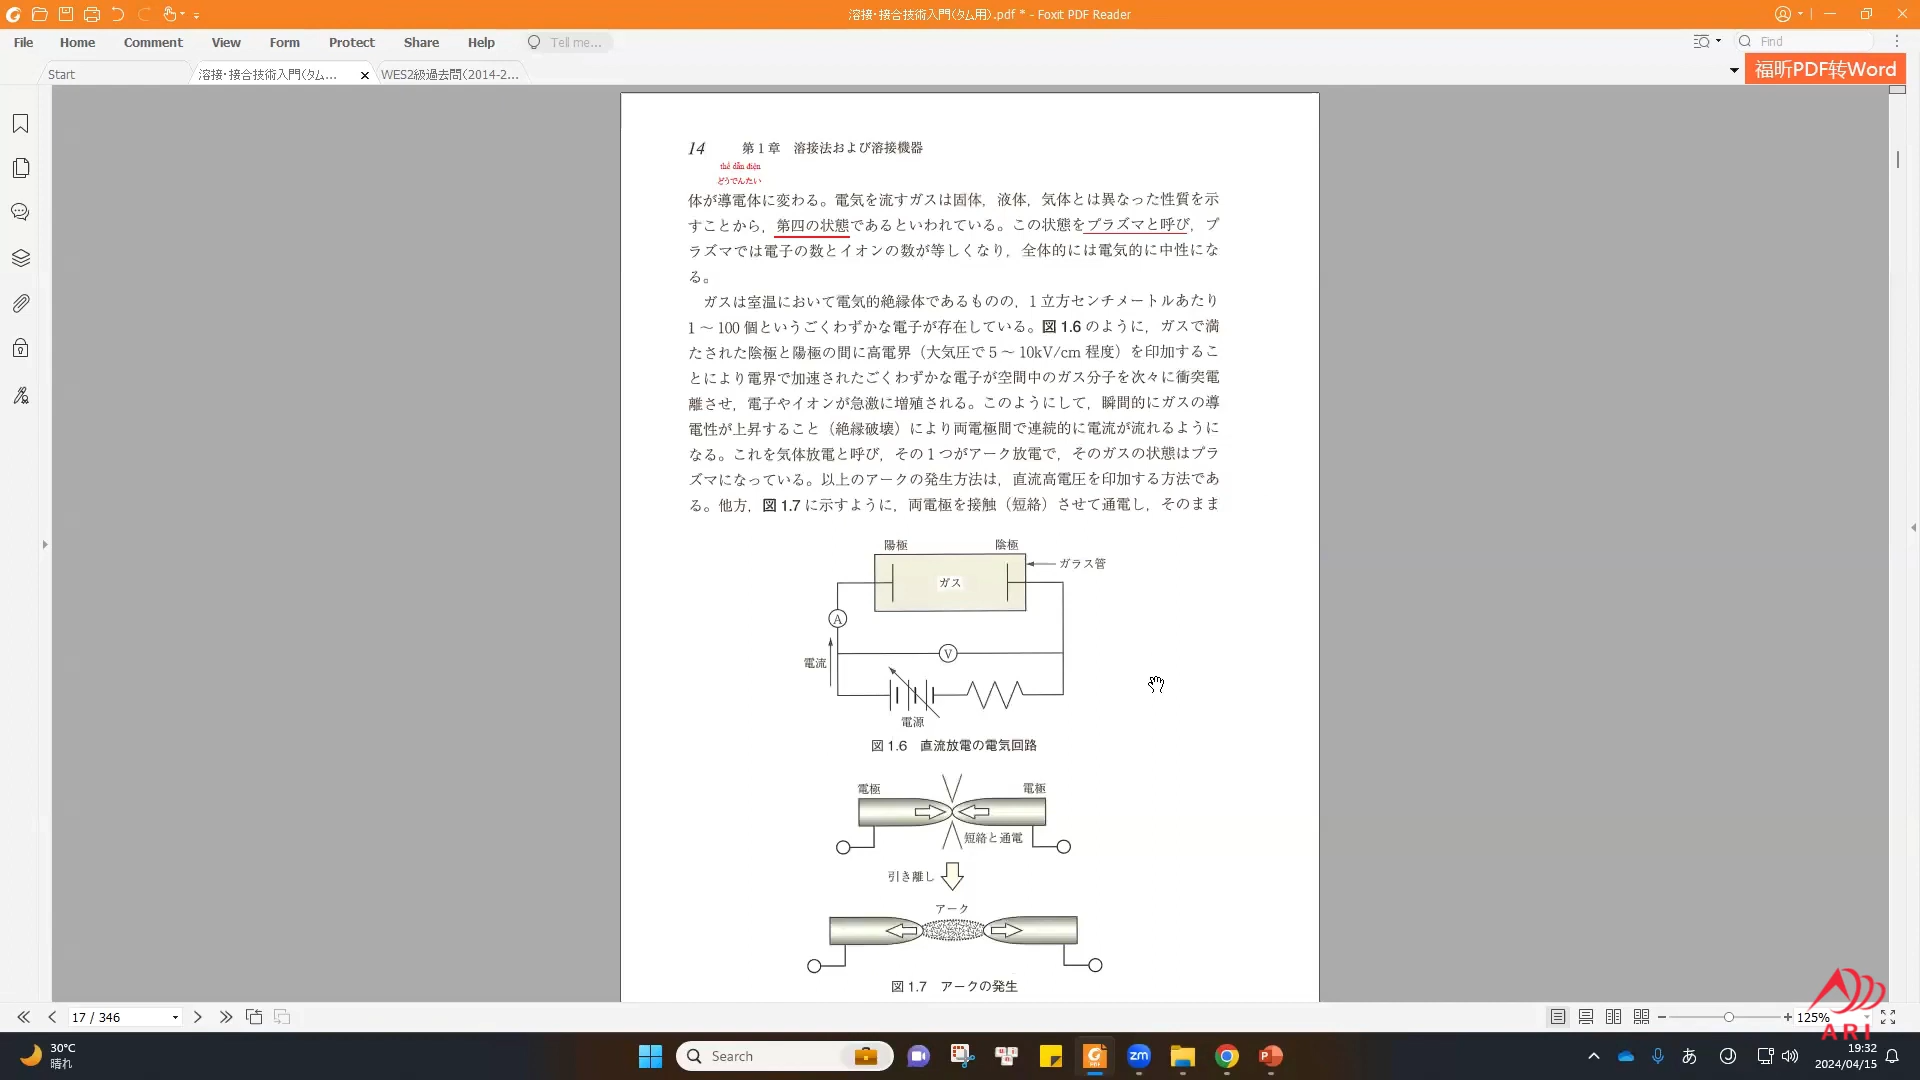 溶接･接合技術入門(タム用).pdf * - Foxit PDF Reader
File Home Comment View Form Protect Share Help Tell me... Find
Start 溶接･接合技術入門(タム... WES2級過去問(2014-2... 福昕PDF转Word
14 第1章 溶接法および溶接機器
thể dẫn điện
どうでんたい
体が導電体に変わる。電気を流すガスは固体，液体，気体とは異なった性質を示
すことから，第四の状態であるといわれている。この状態をプラズマと呼び，プ
ラズマでは電子の数とイオンの数が等しくなり，全体的には電気的に中性にな
る。
ガスは室温において電気的絶縁体であるものの，1立方センチメートルあたり
1～100個というごくわずかな電子が存在している。図1.6のように，ガスで満
たされた陰極と陽極の間に高電界（大気圧で5～10kV/cm程度）を印加するこ
とにより電界で加速されたごくわずかな電子が空間中のガス分子を次々に衝突電
離させ，電子やイオンが急激に増殖される。このようにして，瞬間的にガスの導
電性が上昇すること（絶縁破壊）により両電極間で連続的に電流が流れるように
なる。これを気体放電と呼び，その1つがアーク放電で，そのガスの状態はプラ
ズマになっている。以上のアークの発生方法は，直流高電圧を印加する方法であ
る。他方，図1.7に示すように，両電極を接触（短絡）させて通電し，そのまま
陽極 陰極
ガラス管
ガス
A
V
電流
電源
図1.6 直流放電の電気回路
電極 電極
短絡と通電
引き離し
アーク
図1.7 アークの発生
17 / 346 125%
ARI
30°C
晴れ
Search
zm
あ
19:32
2024/04/15